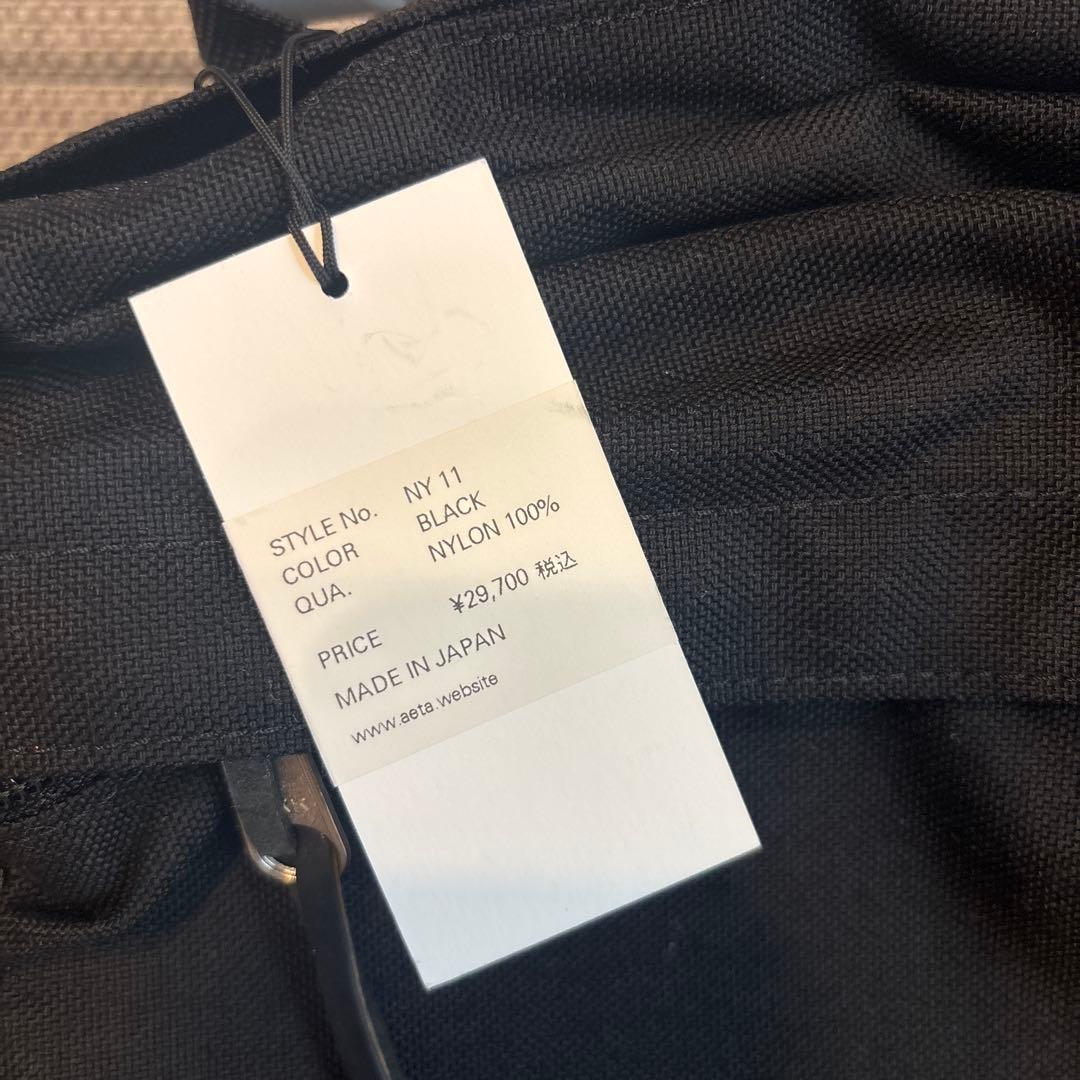 STYLE No. NY 11
COLOR BLACK
QUA. NYLON 100%
PRICE ¥29,700 税込
MADE IN JAPAN
www.aeta.website